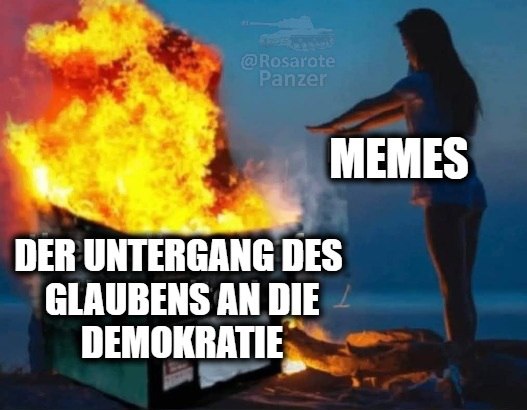 @Rosarote
Panzer
MEMES
DER UNTERGANG DES
GLAUBENS AN DIE
DEMOKRATIE